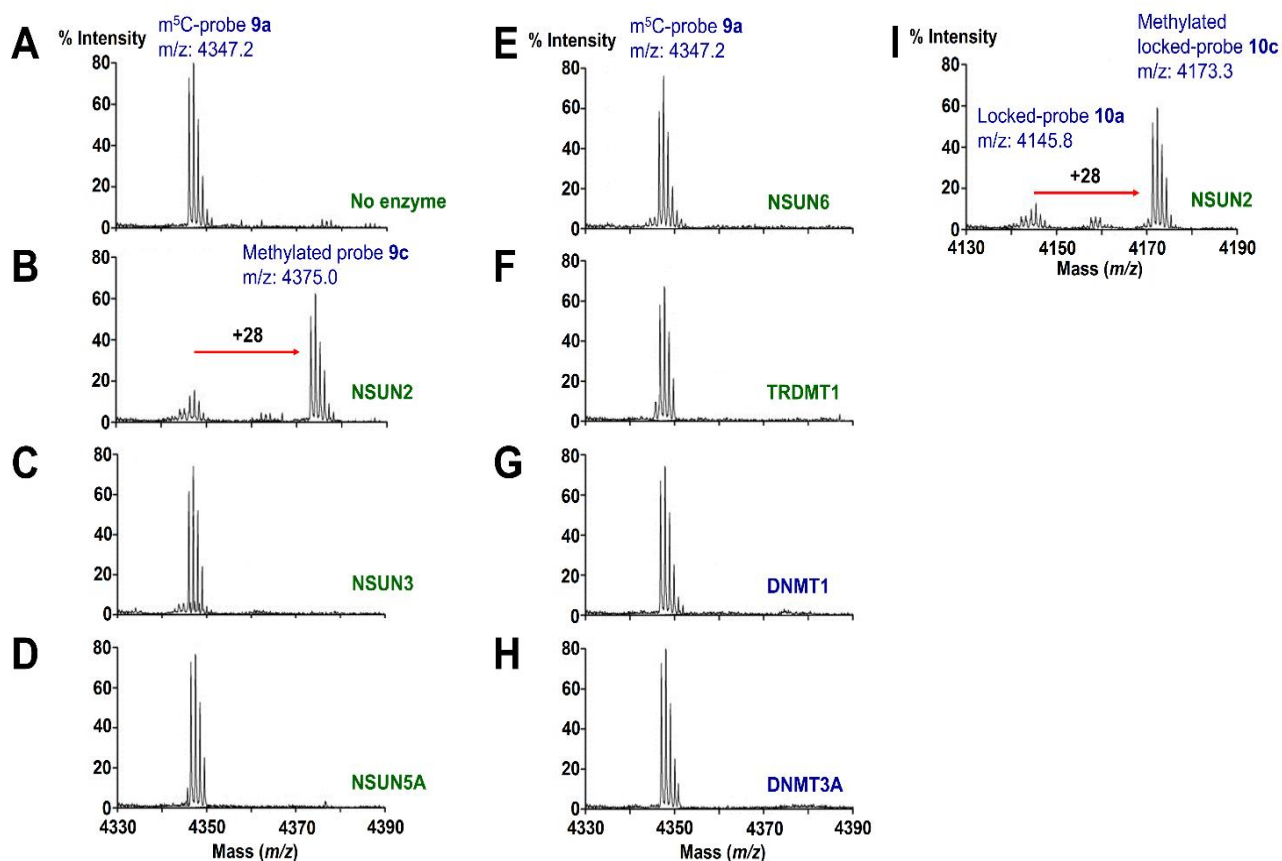 A
% Intensity
m⁵C-probe 9a
m/z: 4347.2
80
60
40
20
0
No enzyme
B
Methylated probe 9c
m/z: 4375.0
80
60
40
20
0
+28
NSUN2
C
80
60
40
20
0
NSUN3
D
80
60
40
20
0
NSUN5A
4330 4350 4370 4390
Mass (m/z)
E
% Intensity
m⁵C-probe 9a
m/z: 4347.2
80
60
40
20
0
NSUN6
F
80
60
40
20
0
TRDMT1
G
80
60
40
20
0
DNMT1
H
80
60
40
20
0
DNMT3A
4330 4350 4370 4390
Mass (m/z)
I
% Intensity
Methylated
locked-probe 10c
m/z: 4173.3
80
60
40
20
0
Locked-probe 10a
m/z: 4145.8
+28
NSUN2
4130 4150 4170 4190
Mass (m/z)